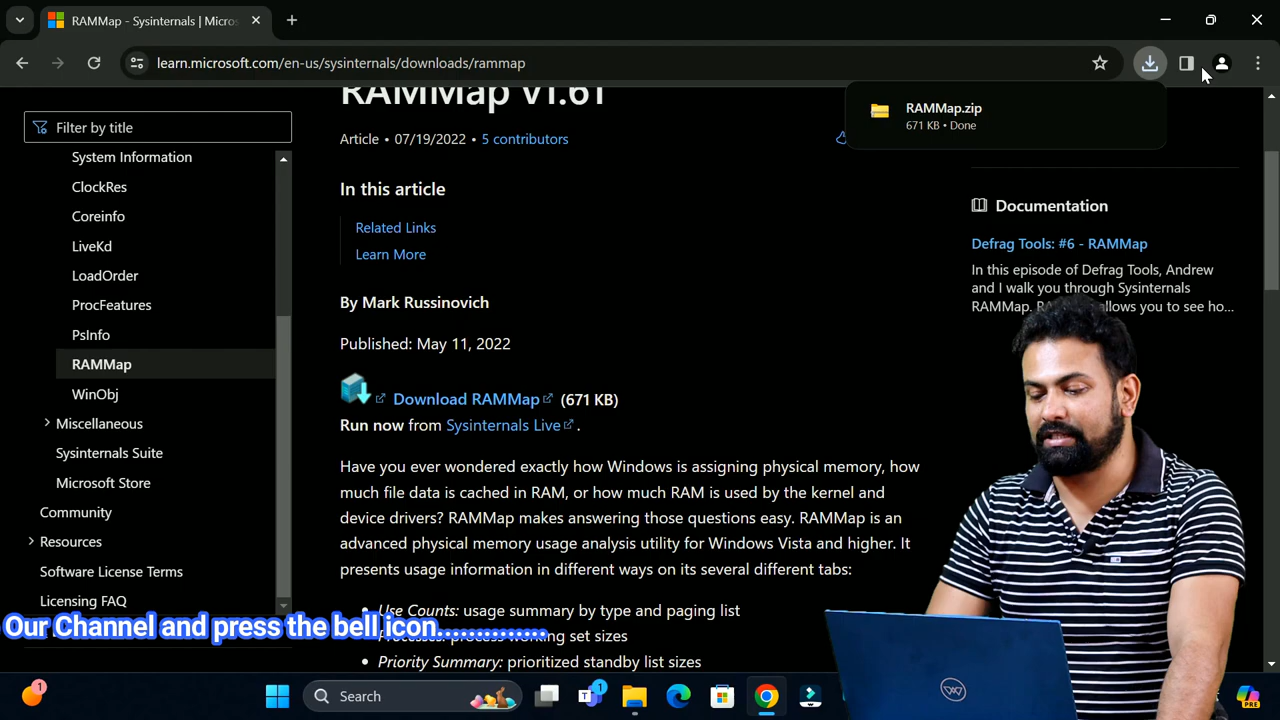 RAMMap - Sysinternals | Micros
learn.microsoft.com/en-us/sysinternals/downloads/rammap
RAMMap.zip
671 KB • Done
Filter by title
System Information
ClockRes
Coreinfo
LiveKd
LoadOrder
ProcFeatures
PsInfo
RAMMap
WinObj
Miscellaneous
Sysinternals Suite
Microsoft Store
Community
Resources
Software License Terms
Licensing FAQ
RAMMap v1.61
Article • 07/19/2022 • 5 contributors
In this article
Related Links
Learn More
By Mark Russinovich
Published: May 11, 2022
Download RAMMap (671 KB)
Run now from Sysinternals Live.
Have you ever wondered exactly how Windows is assigning physical memory, how
much file data is cached in RAM, or how much RAM is used by the kernel and
device drivers? RAMMap makes answering those questions easy. RAMMap is an
advanced physical memory usage analysis utility for Windows Vista and higher. It
presents usage information in different ways on its several different tabs:
• Use Counts: usage summary by type and paging list
working set sizes
• Priority Summary: prioritized standby list sizes
Documentation
Defrag Tools: #6 - RAMMap
In this episode of Defrag Tools, Andrew
and I walk you through Sysinternals
RAMMap. allows you to see ho...
Our Channel and press the bell icon..............
1
Search
1
PRE